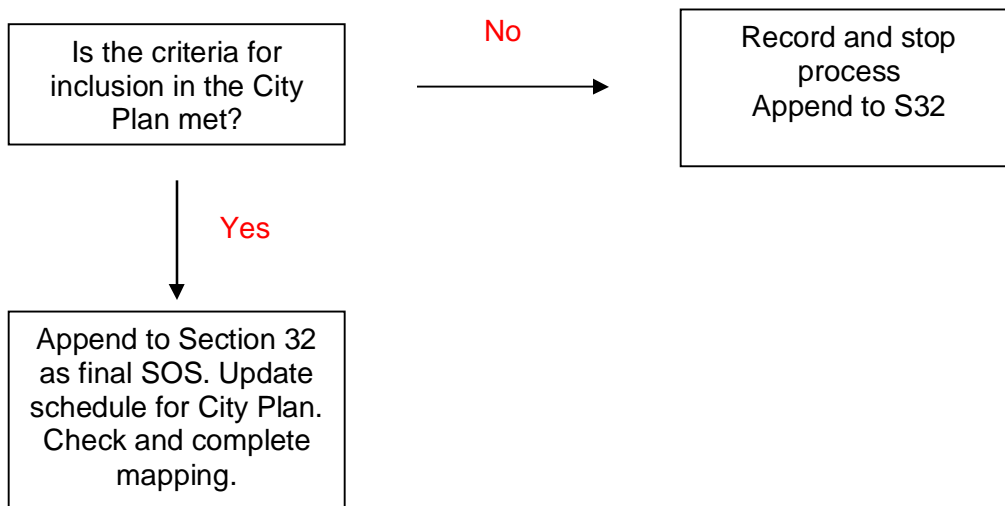 Is the criteria for
inclusion in the City
Plan met?
No
Record and stop
process
Append to S32
Yes
Append to Section 32
as final SOS. Update
schedule for City Plan.
Check and complete
mapping.